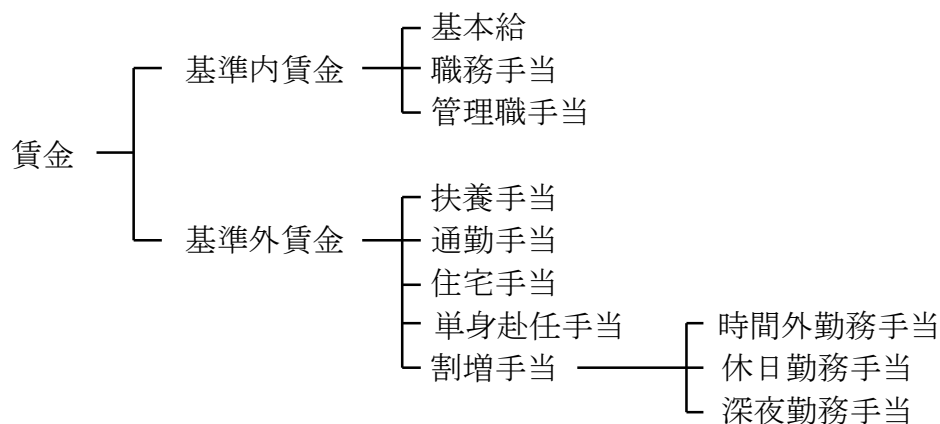 賃金
基準内賃金
基本給
職務手当
管理職手当
基準外賃金
扶養手当
通勤手当
住宅手当
単身赴任手当
割増手当
時間外勤務手当
休日勤務手当
深夜勤務手当